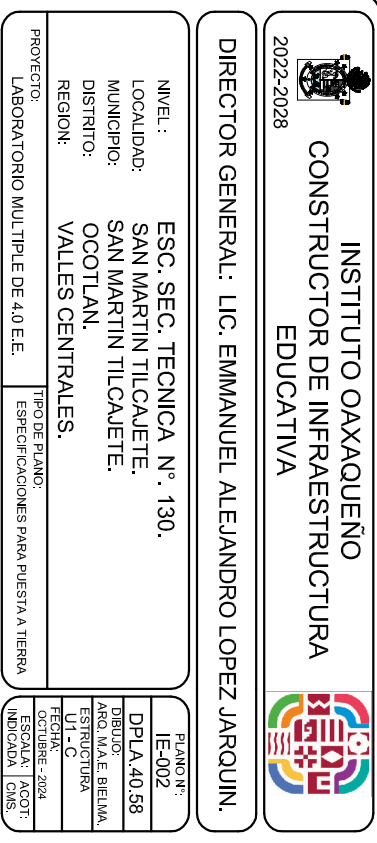 2022-2028
INSTITUTO OAXAQUEÑO
CONSTRUCTOR DE INFRAESTRUCTURA
EDUCATIVA
DIRECTOR GENERAL: LIC. EMMANUEL ALEJANDRO LOPEZ JARQUIN.
NIVEL : ESC. SEC. TECNICA N°. 130.
LOCALIDAD: SAN MARTIN TILCAJETE.
MUNICIPIO: SAN MARTIN TILCAJETE.
DISTRITO: OCOTLAN.
REGION: VALLES CENTRALES.
PROYECTO:
LABORATORIO MULTIPLE DE 4.0 E.E.
TIPO DE PLANO:
ESPECIFICACIONES PARA PUESTA A TIERRA
PLANO N°:
IE-002
DPLA.40.58
DIBUJO:
ARQ. M.A.E. BIELMA.
ESTRUCTURA
U1 - C
FECHA:
OCTUBRE - 2024
ESCALA: ACOT:
INDICADA CMS.